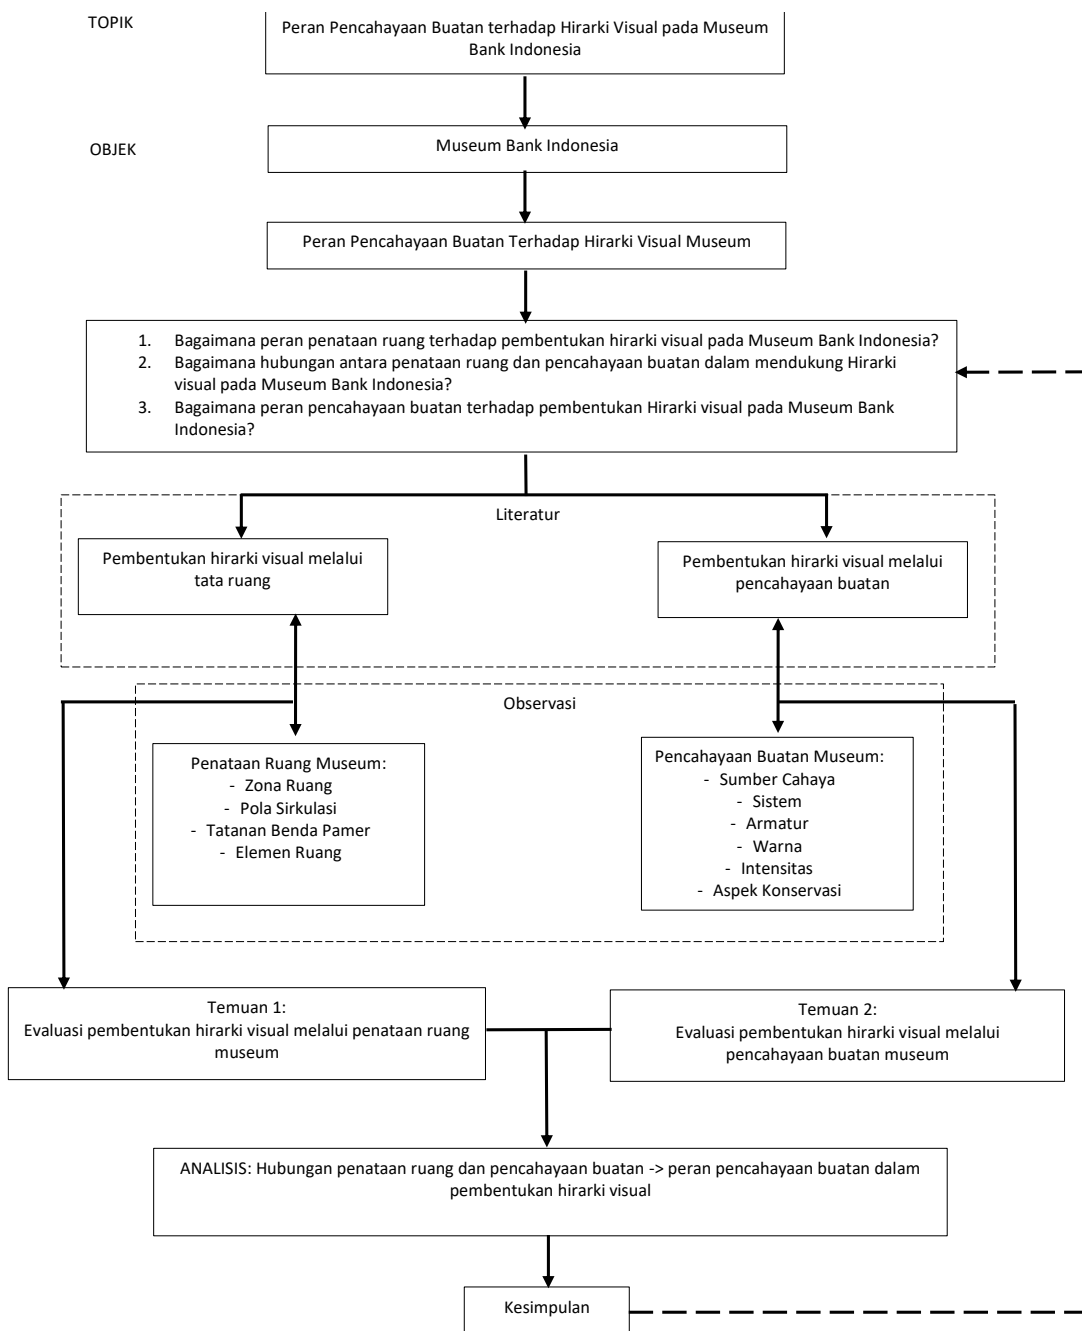 TOPIK
Peran Pencahayaan Buatan terhadap Hirarki Visual pada Museum
Bank Indonesia
OBJEK
Museum Bank Indonesia
Peran Pencahayaan Buatan Terhadap Hirarki Visual Museum
1. Bagaimana peran penataan ruang terhadap pembentukan hirarki visual pada Museum Bank Indonesia?
2. Bagaimana hubungan antara penataan ruang dan pencahayaan buatan dalam mendukung Hirarki
visual pada Museum Bank Indonesia?
3. Bagaimana peran pencahayaan buatan terhadap pembentukan Hirarki visual pada Museum Bank
Indonesia?
Literatur
Pembentukan hirarki visual melalui
tata ruang
Pembentukan hirarki visual melalui
pencahayaan buatan
Observasi
Penataan Ruang Museum:
- Zona Ruang
- Pola Sirkulasi
- Tatanan Benda Pamer
- Elemen Ruang
Pencahayaan Buatan Museum:
- Sumber Cahaya
- Sistem
- Armatur
- Warna
- Intensitas
- Aspek Konservasi
Temuan 1:
Evaluasi pembentukan hirarki visual melalui penataan ruang
museum
Temuan 2:
Evaluasi pembentukan hirarki visual melalui
pencahayaan buatan museum
ANALISIS: Hubungan penataan ruang dan pencahayaan buatan -> peran pencahayaan buatan dalam
pembentukan hirarki visual
Kesimpulan